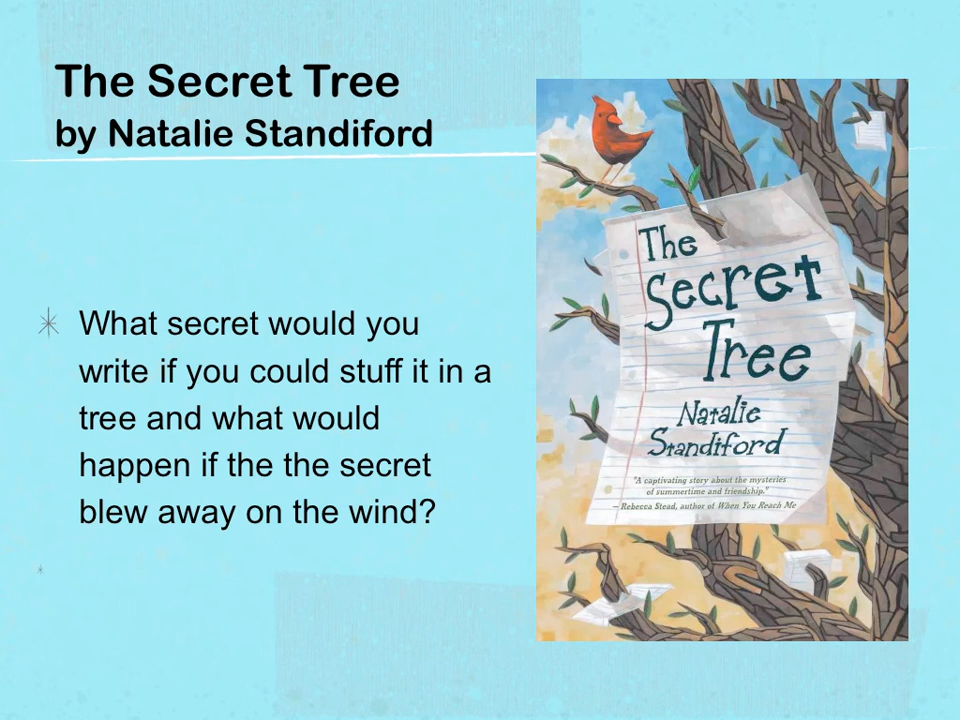 The Secret Tree
by Natalie Standiford
What secret would you
write if you could stuff it in a
tree and what would
happen if the the secret
blew away on the wind?
The
Secret
Tree
Natalie
Standiford
"A captivating story about the mysteries
of summertime and friendship."
— Rebecca Stead, author of When You Reach Me